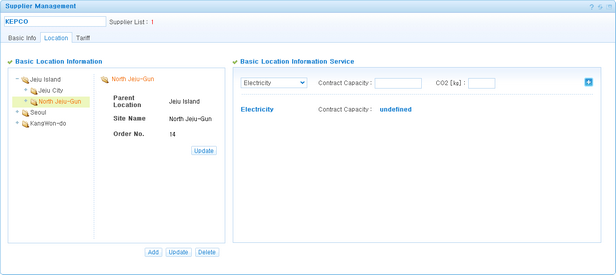 Supplier Management
KEPCO
Supplier List : !
Basic Info
Location
Tariff
Basic Location Information
Jeju Island
Jeju City
North Jeju-Gun
Seoul
KangWon-do
North Jeju-Gun
Parent Location
Jeju Island
Site Name
North Jeju-Gun
Order No.
14
Update
Add
Update
Delete
Basic Location Information Service
Electricity
Contract Capacity :
CO2 [kg] :
Electricity
Contract Capacity :
undefined